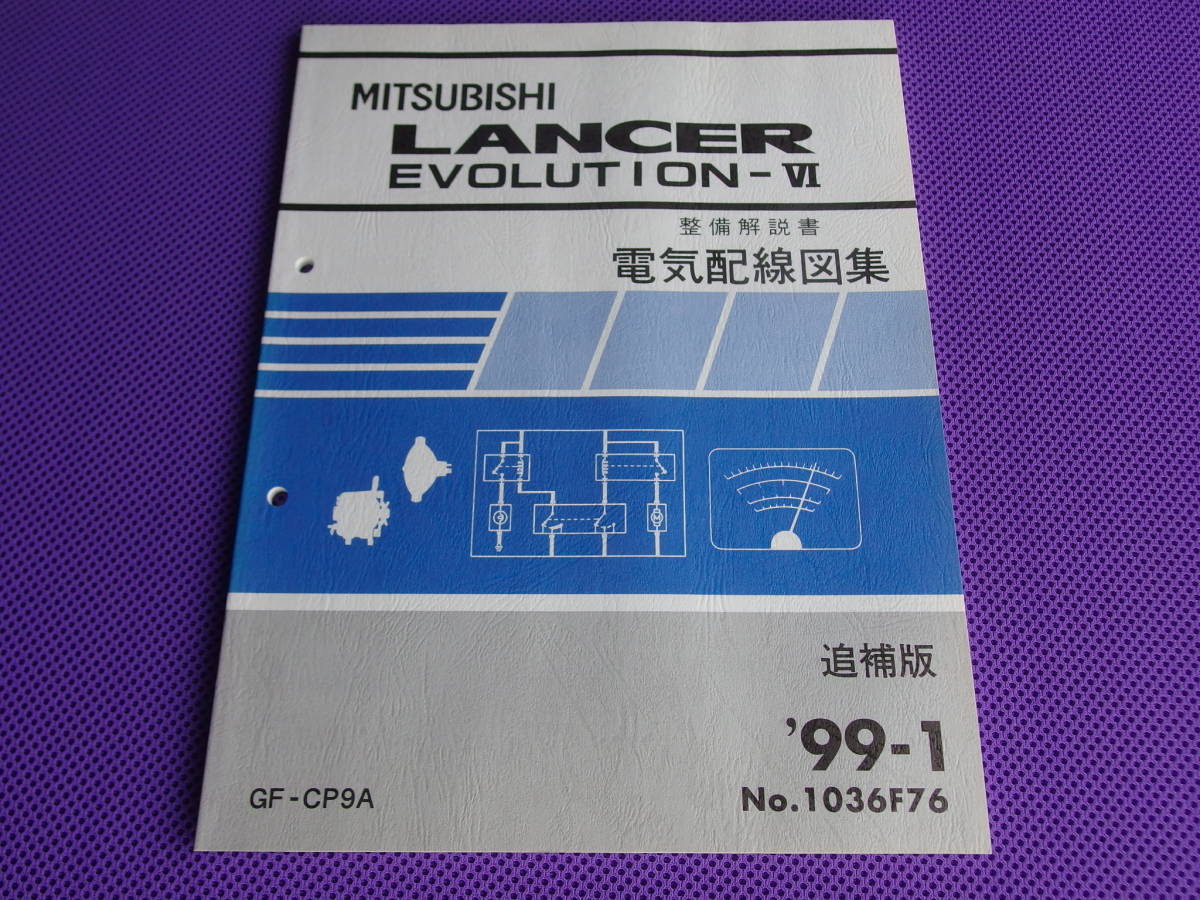 MITSUBISHI
LANCER
EVOLUTION-VI
整備解説書
電気配線図集
追補版
'99-1
GF-CP9A
No.1036F76